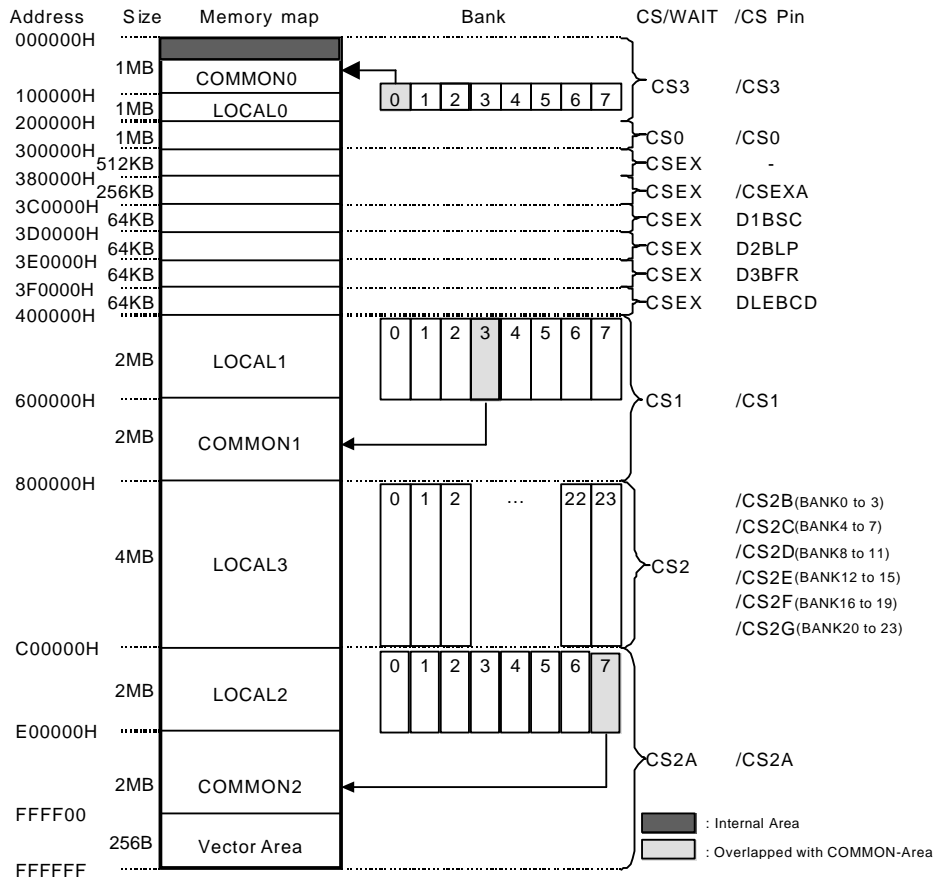 Address Size Memory map Bank CS/WAIT /CS Pin
000000H
1MB COMMON0 CS3 /CS3
100000H 0 1 2 3 4 5 6 7
1MB LOCAL0
200000H
1MB CS0 /CS0
300000H
512KB CSEX -
380000H
256KB CSEX /CSEXA
3C0000H
64KB CSEX D1BSC
3D0000H
64KB CSEX D2BLP
3E0000H
64KB CSEX D3BFR
3F0000H
64KB CSEX DLEBCD
400000H
0 1 2 3 4 5 6 7
2MB LOCAL1
600000H CS1 /CS1
2MB COMMON1
800000H
0 1 2 ... 22 23 /CS2B(BANK0 to 3)
/CS2C(BANK4 to 7)
4MB LOCAL3 CS2 /CS2D(BANK8 to 11)
/CS2E(BANK12 to 15)
/CS2F(BANK16 to 19)
/CS2G(BANK20 to 23)
C00000H
0 1 2 3 4 5 6 7
2MB LOCAL2
E00000H
CS2A /CS2A
2MB COMMON2
FFFF00
: Internal Area
256B Vector Area
: Overlapped with COMMON-Area
FFFFFF